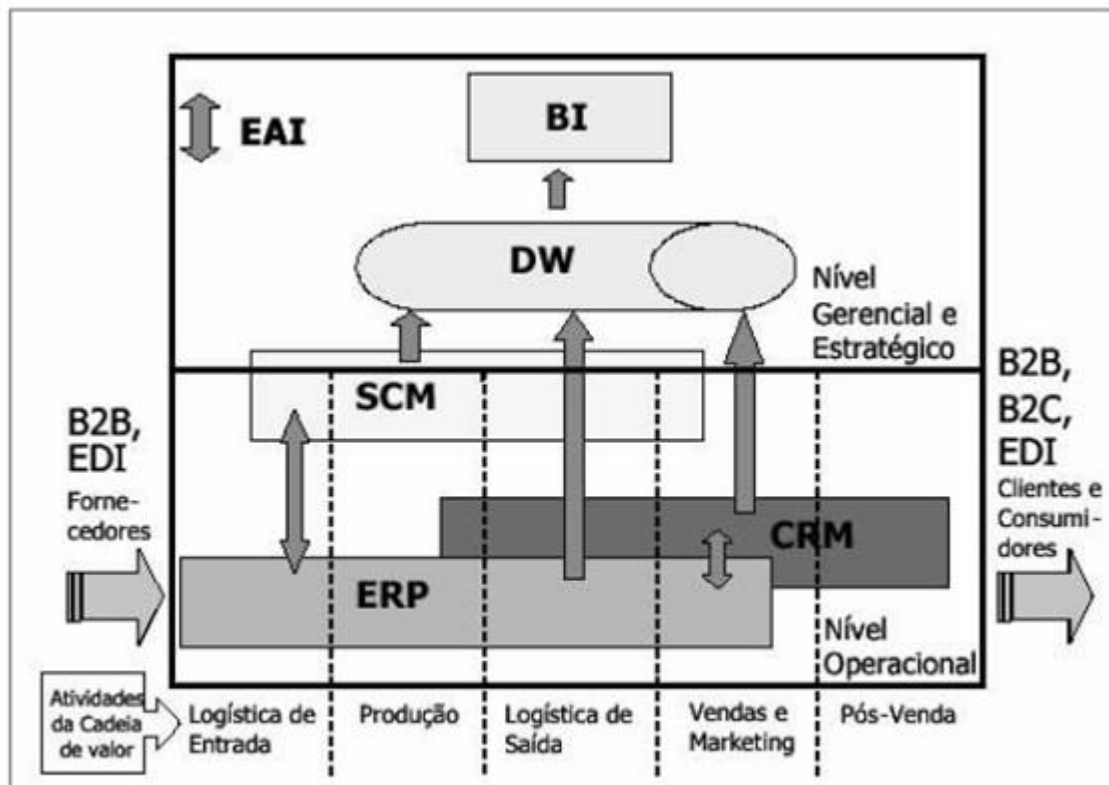 EAI
BI
DW
Nível
Gerencial e
Estratégico
SCM
B2B,
EDI
Forne-
cedores
B2B,
B2C,
EDI
Clientes e
Consumi-
dores
CRM
ERP
Nível
Operacional
Atividades
da Cadeia
de valor
Logística de
Entrada
Produção
Logística de
Saída
Vendas e
Marketing
Pós-Venda